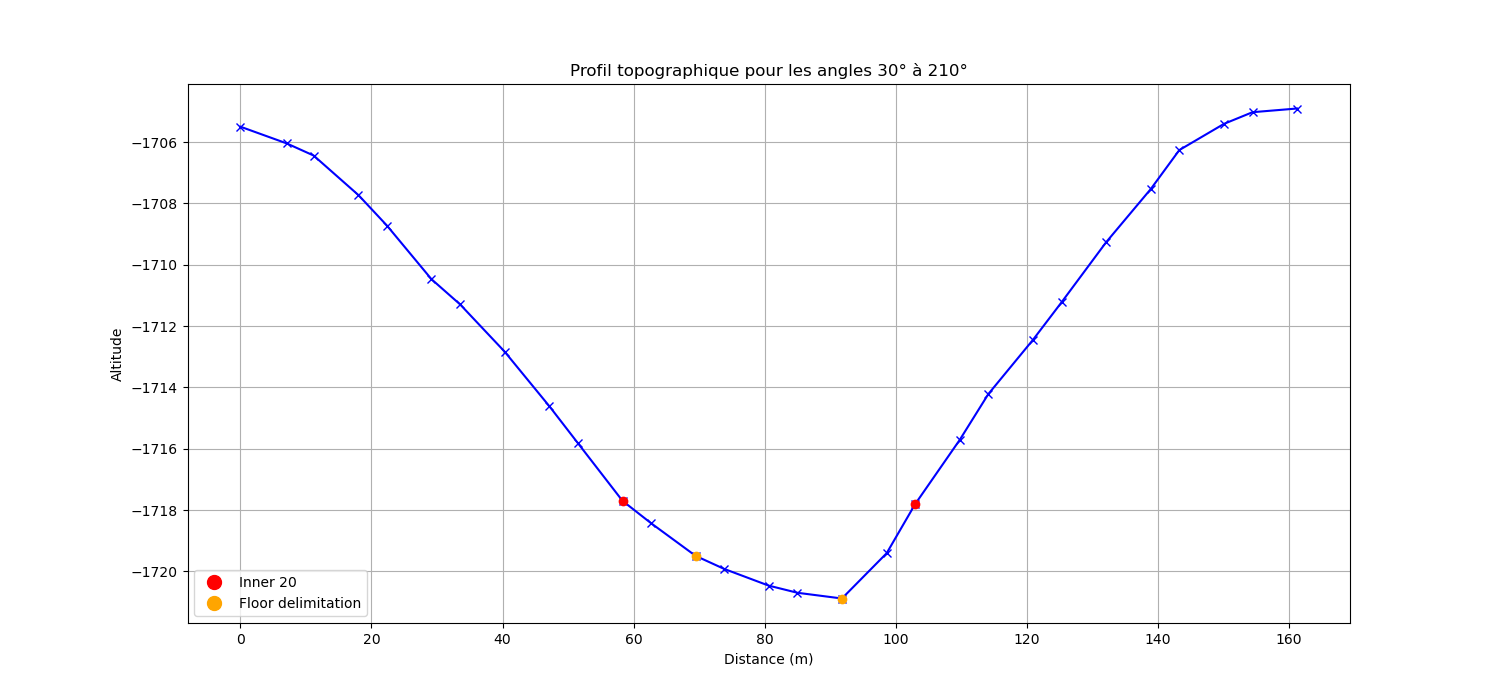 Profil topographique pour les angles 30° à 210°
Altitude
−1706
−1708
−1710
−1712
−1714
−1716
−1718
−1720
Inner 20
Floor delimitation
0 20 40 60 80 100 120 140 160
Distance (m)